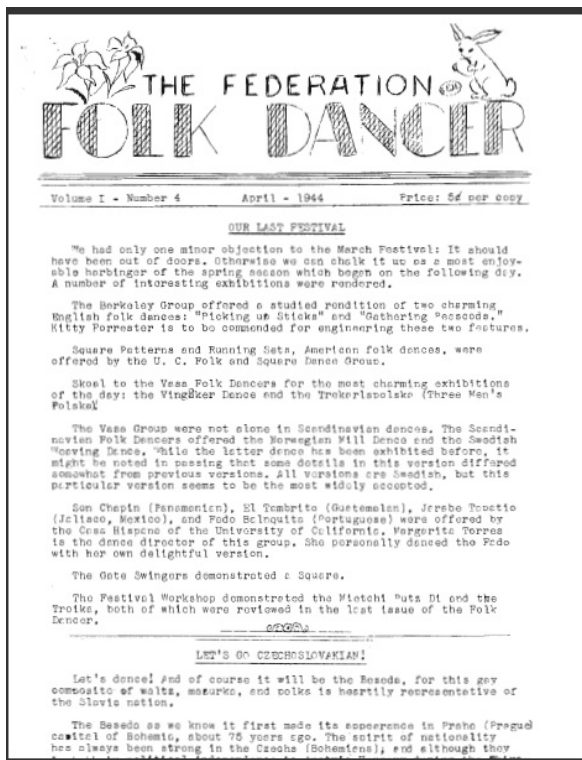 THE FEDERATION
FOLK DANCER
Volume I - Number 4 April - 1944 Price: 5¢ per copy
OUR LAST FESTIVAL
We had only one minor objection to the March Festival: It should
have been out of doors. Otherwise we can chalk it up as a most enjoy-
able harbinger of the spring season which began on the following day.
A number of interesting exhibitions were rendered.
The Berkeley Group offered a studied rendition of two charming
English folk dances: "Picking up Sticks" and "Gathering Peascods."
Kitty Forrester is to be commended for engineering these two features.
Square Patterns and Running Sets, American folk dances, were
offered by the U. C. Folk and Square Dance Group.
Skoal to the Vasa Folk Dancers for the most charming exhibitions
of the day: the Vingåker Dance and the Trekarlspolska (Three Men's
Polska)
The Vasa Group were not alone in Scandinavian dances. The Scandi-
navian Folk Dancers offered the Norwegian Mill Dance and the Swedish
Weaving Dance. While the latter dance has been exhibited before, it
might be noted in passing that some details in this version differed
somewhat from previous versions. All versions are Swedish, but this
particular version seems to be the most widely accepted.
Son Chapin (Panamanian), El Tambrito (Guatemalan), Jarabe Tapatio
(Jalisco, Mexico), and Fado Balnquita (Portuguese) were offered by
the Casa Hispana of the University of California. Margarita Torres
is the dance director of this group. She personally danced the Fado
with her own delightful version.
The Gate Swingers demonstrated a Square.
The Festival Workshop demonstrated the Mietchi Putz Di and the
Troika, both of which were reviewed in the last issue of the Folk
Dancer.
LET'S GO CZECHOSLOVAKIAN!
Let's dance! And of course it will be the Beseda, for this gay
composite of waltz, mazurka, and polka is heartily representative of
the Slavic nation.
The Beseda as we know it first made its appearance in Praha (Prague)
capital of Bohemia, about 75 years ago. The spirit of nationality
has always been strong in the Czechs (Bohemians), and although they